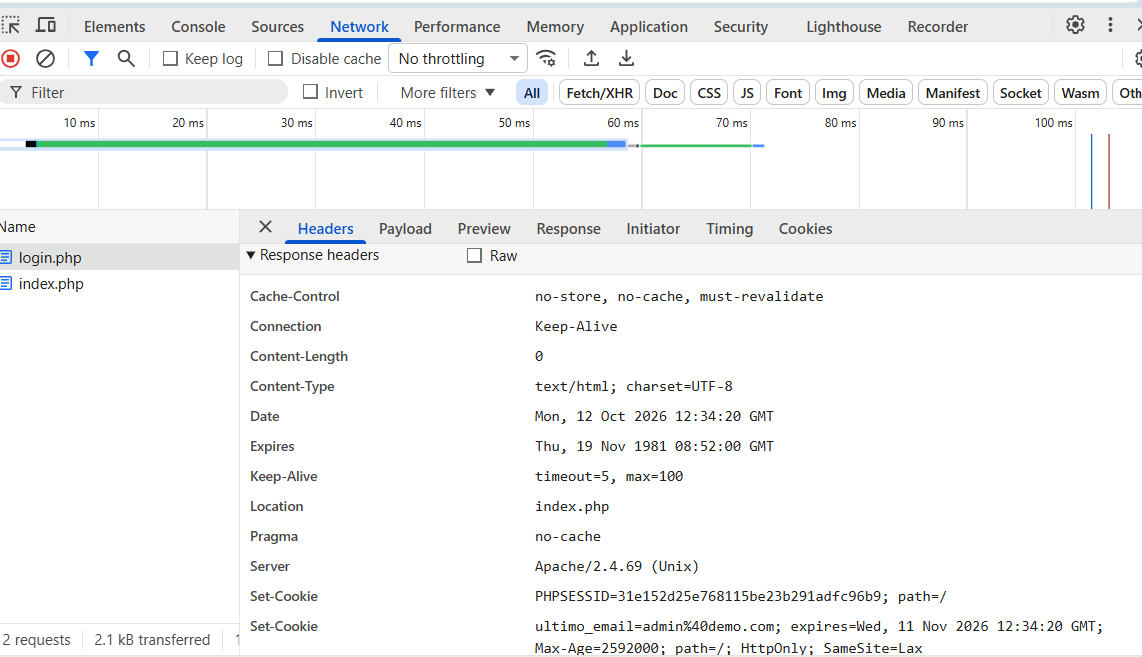 Elements Console Sources Network Performance Memory Application Security Lighthouse Recorder
Keep log Disable cache No throttling
Filter Invert More filters All Fetch/XHR Doc CSS JS Font Img Media Manifest Socket Wasm Oth
10 ms 20 ms 30 ms 40 ms 50 ms 60 ms 70 ms 80 ms 90 ms 100 ms
Name
login.php
index.php
Headers Payload Preview Response Initiator Timing Cookies
Response headers Raw
Cache-Control no-store, no-cache, must-revalidate
Connection Keep-Alive
Content-Length 0
Content-Type text/html; charset=UTF-8
Date Mon, 12 Oct 2026 12:34:20 GMT
Expires Thu, 19 Nov 1981 08:52:00 GMT
Keep-Alive timeout=5, max=100
Location index.php
Pragma no-cache
Server Apache/2.4.69 (Unix)
Set-Cookie PHPSESSID=31e152d25e768115be23b291adfc96b9; path=/
Set-Cookie ultimo_email=admin%40demo.com; expires=Wed, 11 Nov 2026 12:34:20 GMT;
Max-Age=2592000; path=/; HttpOnly; SameSite=Lax
2 requests 2.1 kB transferred 1